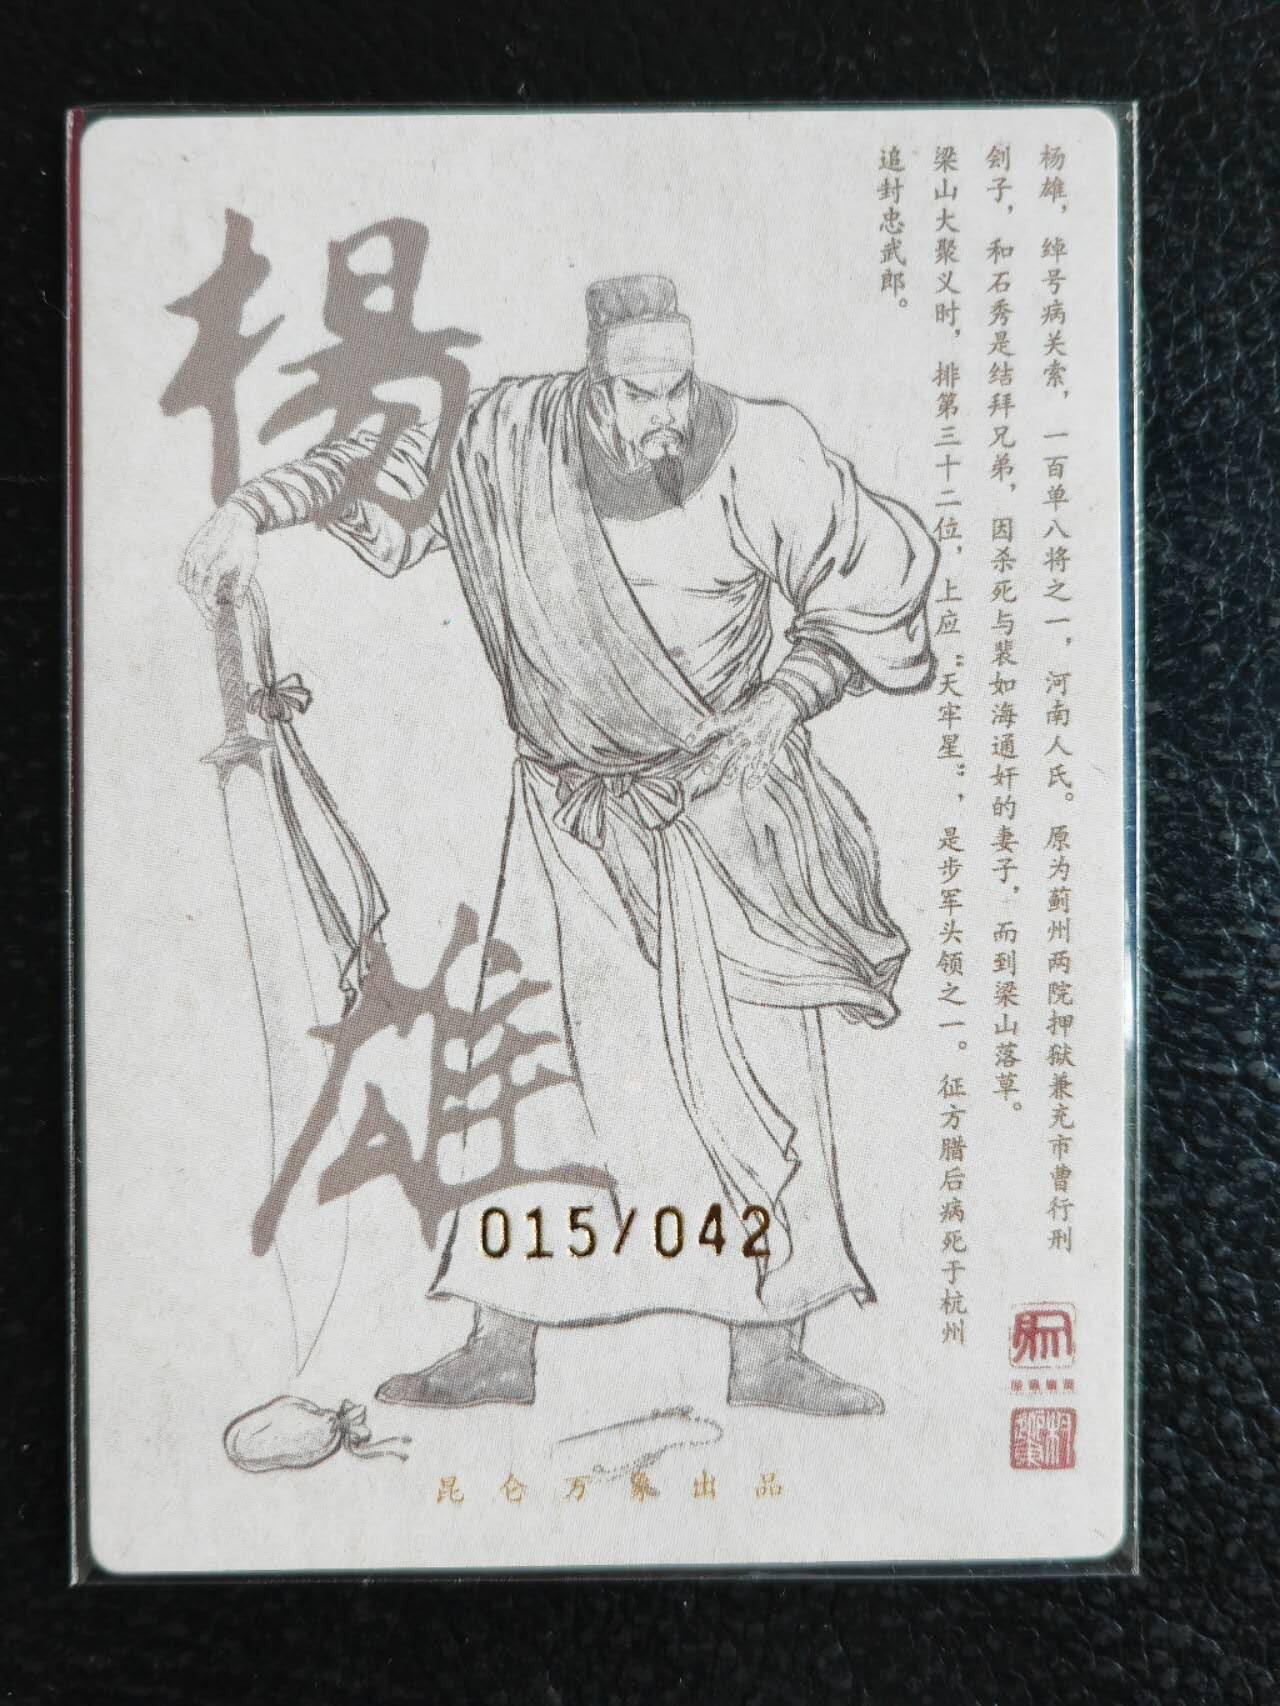 杨雄，绰号病关索，一百单八将之一，河南人氏。原为蓟州两院押狱兼充市曹行刑
刽子，和石秀是结拜兄弟，因杀死与裴如海通奸的妻子，而到梁山落草。
梁山大聚义时，排第三十二位，上应“天牢星”，是步军头领之一。征方腊后病死于杭州
追封忠武郎。
楊
雄
015/042
昆仑万象出品